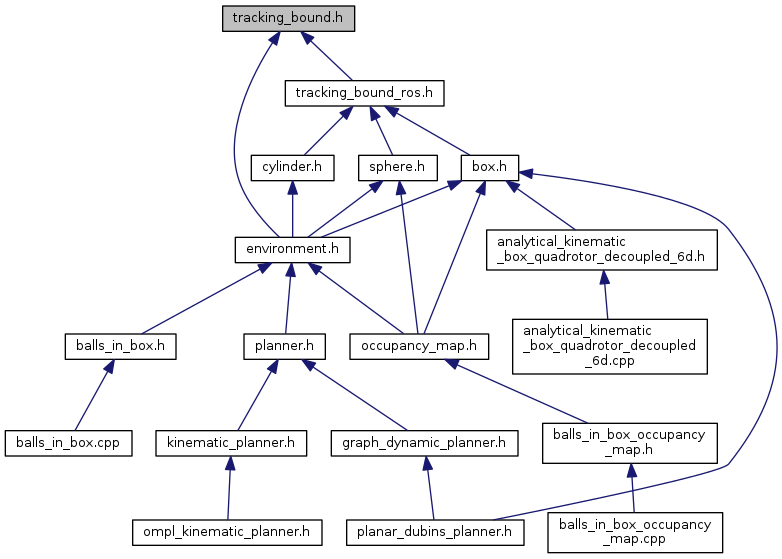 tracking_bound.h
tracking_bound_ros.h
cylinder.h
sphere.h
box.h
environment.h
analytical_kinematic
_box_quadrotor_decoupled_6d.h
balls_in_box.h
planner.h
occupancy_map.h
analytical_kinematic
_box_quadrotor_decoupled
_6d.cpp
balls_in_box.cpp
kinematic_planner.h
graph_dynamic_planner.h
balls_in_box_occupancy
_map.h
ompl_kinematic_planner.h
planar_dubins_planner.h
balls_in_box_occupancy
_map.cpp